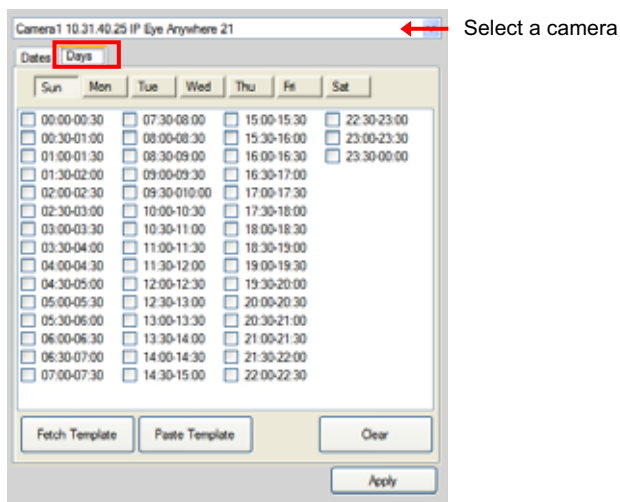 Camera1 10.31.40.25 IP Eye Anywhere 21
Select a camera
Dates Days
Sun Mon Tue Wed Thu Fri Sat
00:00-00:30 07:30-08:00 15:00-15:30 22:30-23:00
00:30-01:00 08:00-08:30 15:30-16:00 23:00-23:30
01:00-01:30 08:30-09:00 16:00-16:30 23:30-00:00
01:30-02:00 09:00-09:30 16:30-17:00
02:00-02:30 09:30-010:00 17:00-17:30
02:30-03:00 10:00-10:30 17:30-18:00
03:00-03:30 10:30-11:00 18:00-18:30
03:30-04:00 11:00-11:30 18:30-19:00
04:00-04:30 11:30-12:00 19:00-19:30
04:30-05:00 12:00-12:30 19:30-20:00
05:00-05:30 12:30-13:00 20:00-20:30
05:30-06:00 13:00-13:30 20:30-21:00
06:00-06:30 13:30-14:00 21:00-21:30
06:30-07:00 14:00-14:30 21:30-22:00
07:00-07:30 14:30-15:00 22:00-22:30
Fetch Template Paste Template Clear
Apply